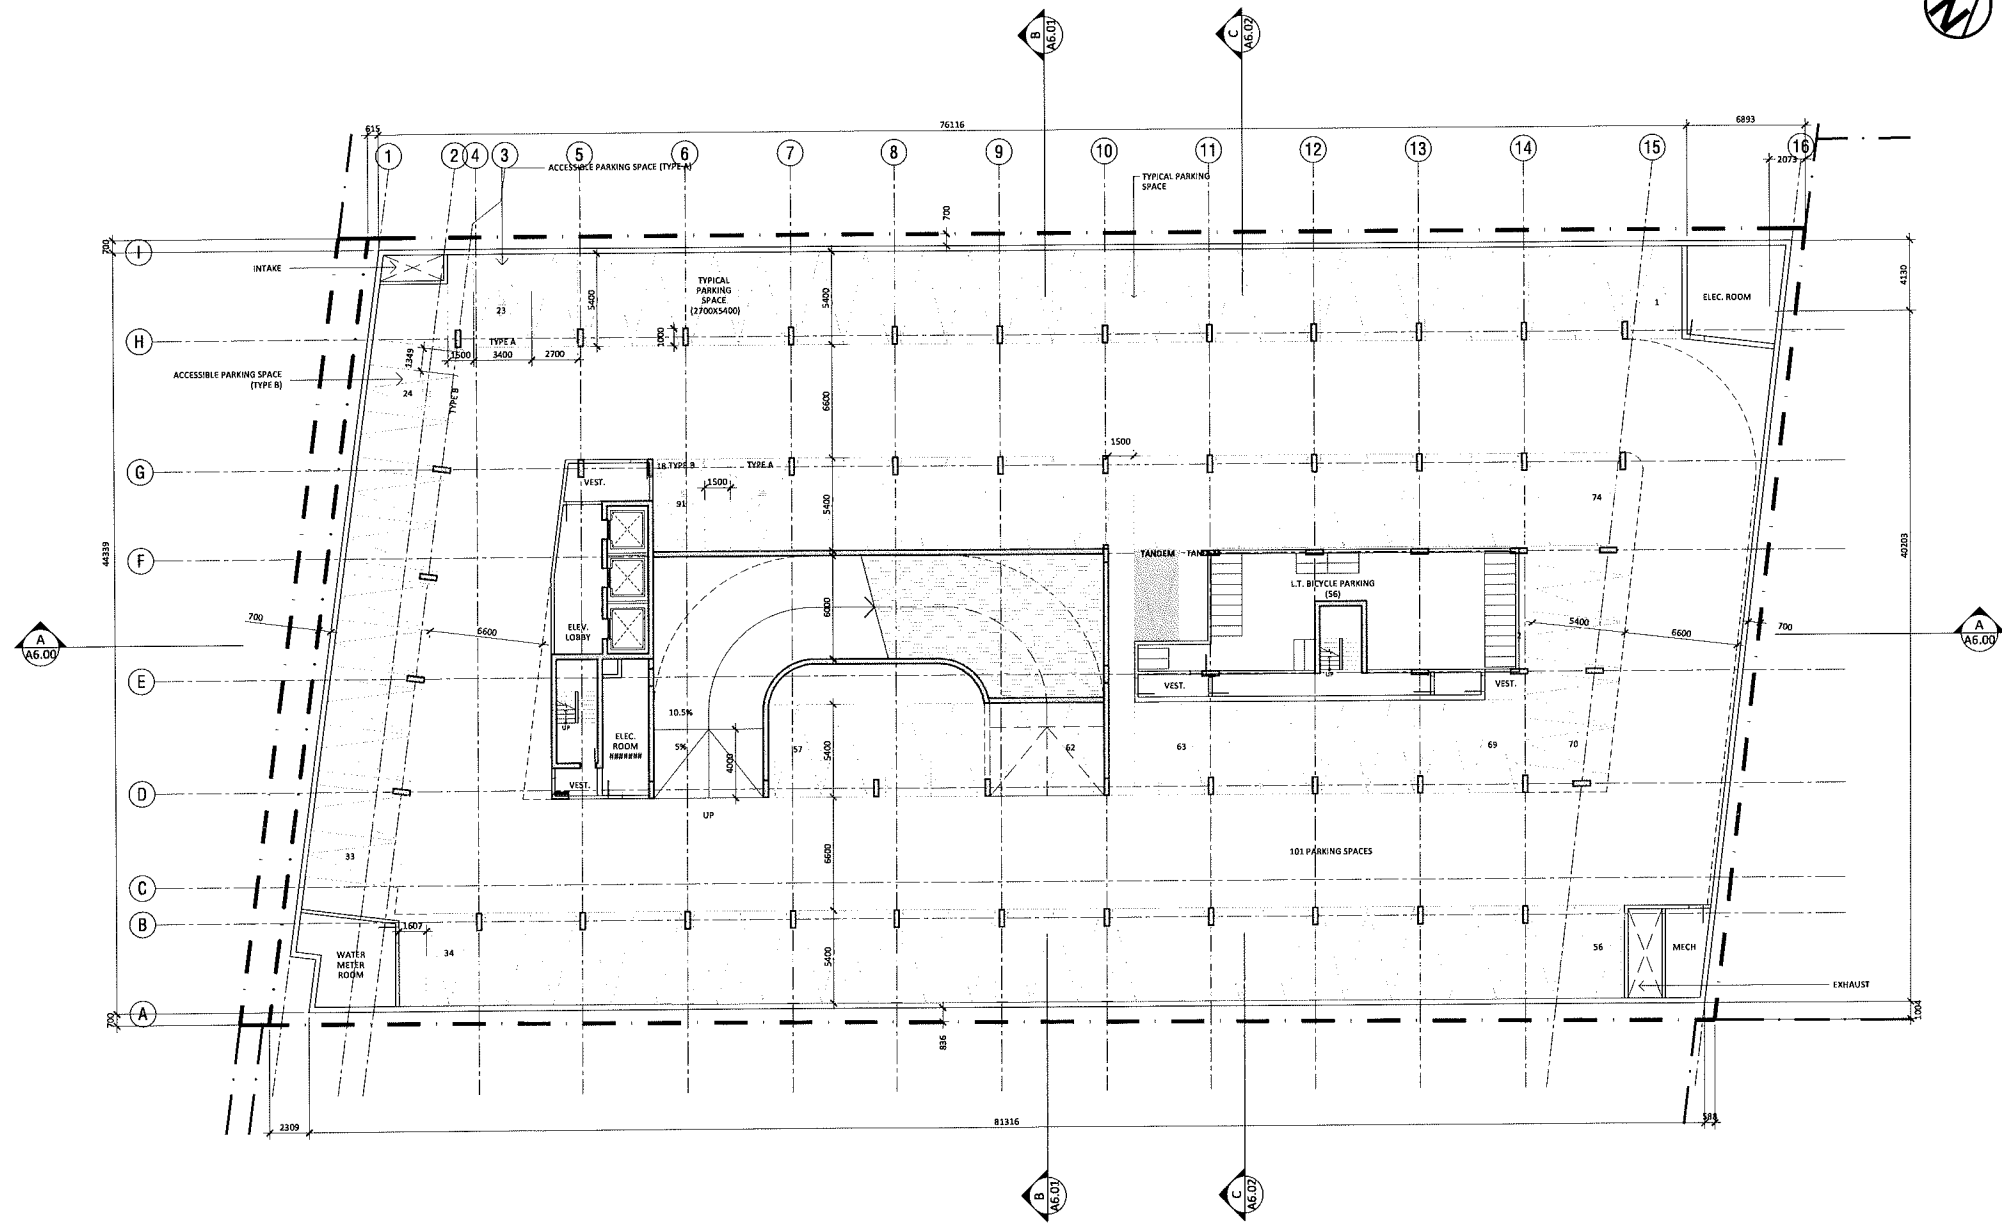 N
B
A6.01
C
A6.02
615
76116
6893
1
2
4
3
5
6
7
8
9
10
11
12
13
14
15
16
2073
ACCESSIBLE PARKING SPACE (TYPE A)
TYPICAL PARKING
SPACE
700
700
I
INTAKE
TYPICAL
PARKING
SPACE
(2700X5400)
5400
5400
4130
1
ELEC. ROOM
23
H
TYPE A
1000
2349
1500
3400
2700
ACCESSIBLE PARKING SPACE
(TYPE B)
24
TYPE B
6600
1500
G
VEST.
18 TYPE B
TYPE A
1500
91
5400
74
44339
40203
F
TANDEM
L.T. BICYCLE PARKING
(56)
700
6600
ELEV.
LOBBY
6000
5400
6600
700
A
A6.00
A
A6.00
E
VEST.
UP
VEST.
10.5%
5%
4000
57
5400
62
63
69
70
UP
ELEC.
ROOM
#######
VEST.
D
UP
33
6600
101 PARKING SPACES
C
B
1607
34
WATER
METER
ROOM
5400
56
MECH
EXHAUST
A
700
836
1004
2309
81316
588
B
A6.01
C
A6.02